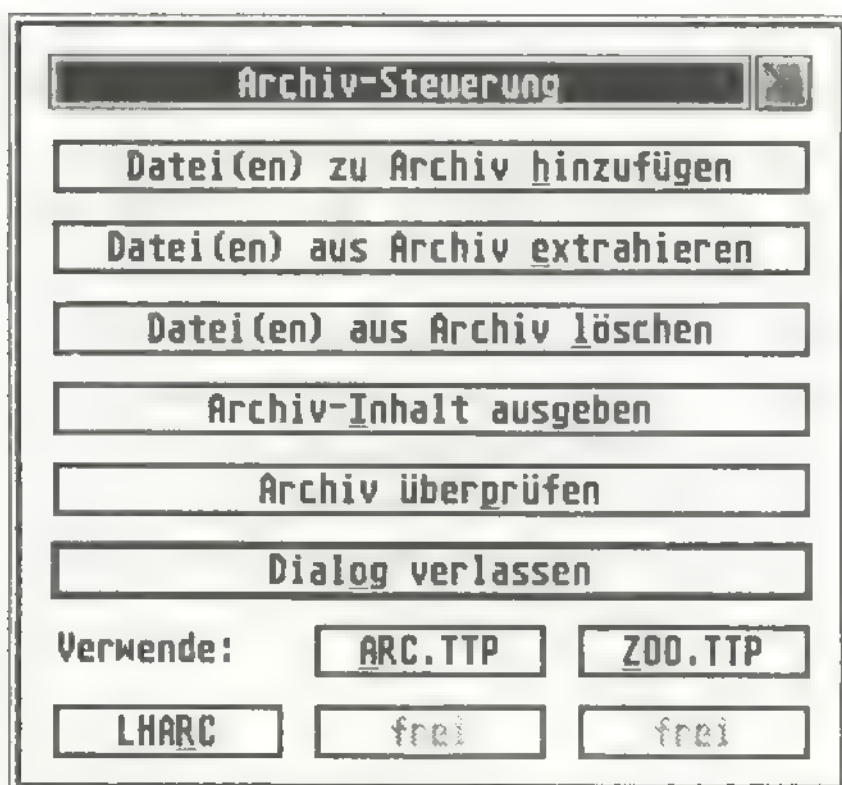 Archiv-Steuerung
Datei(en) zu Archiv hinzufügen
Datei(en) aus Archiv extrahieren
Datei(en) aus Archiv löschen
Archiv-Inhalt ausgeben
Archiv überprüfen
Dialog verlassen
Verwende: ARC.TTP ZOO.TTP
LHARC frei frei